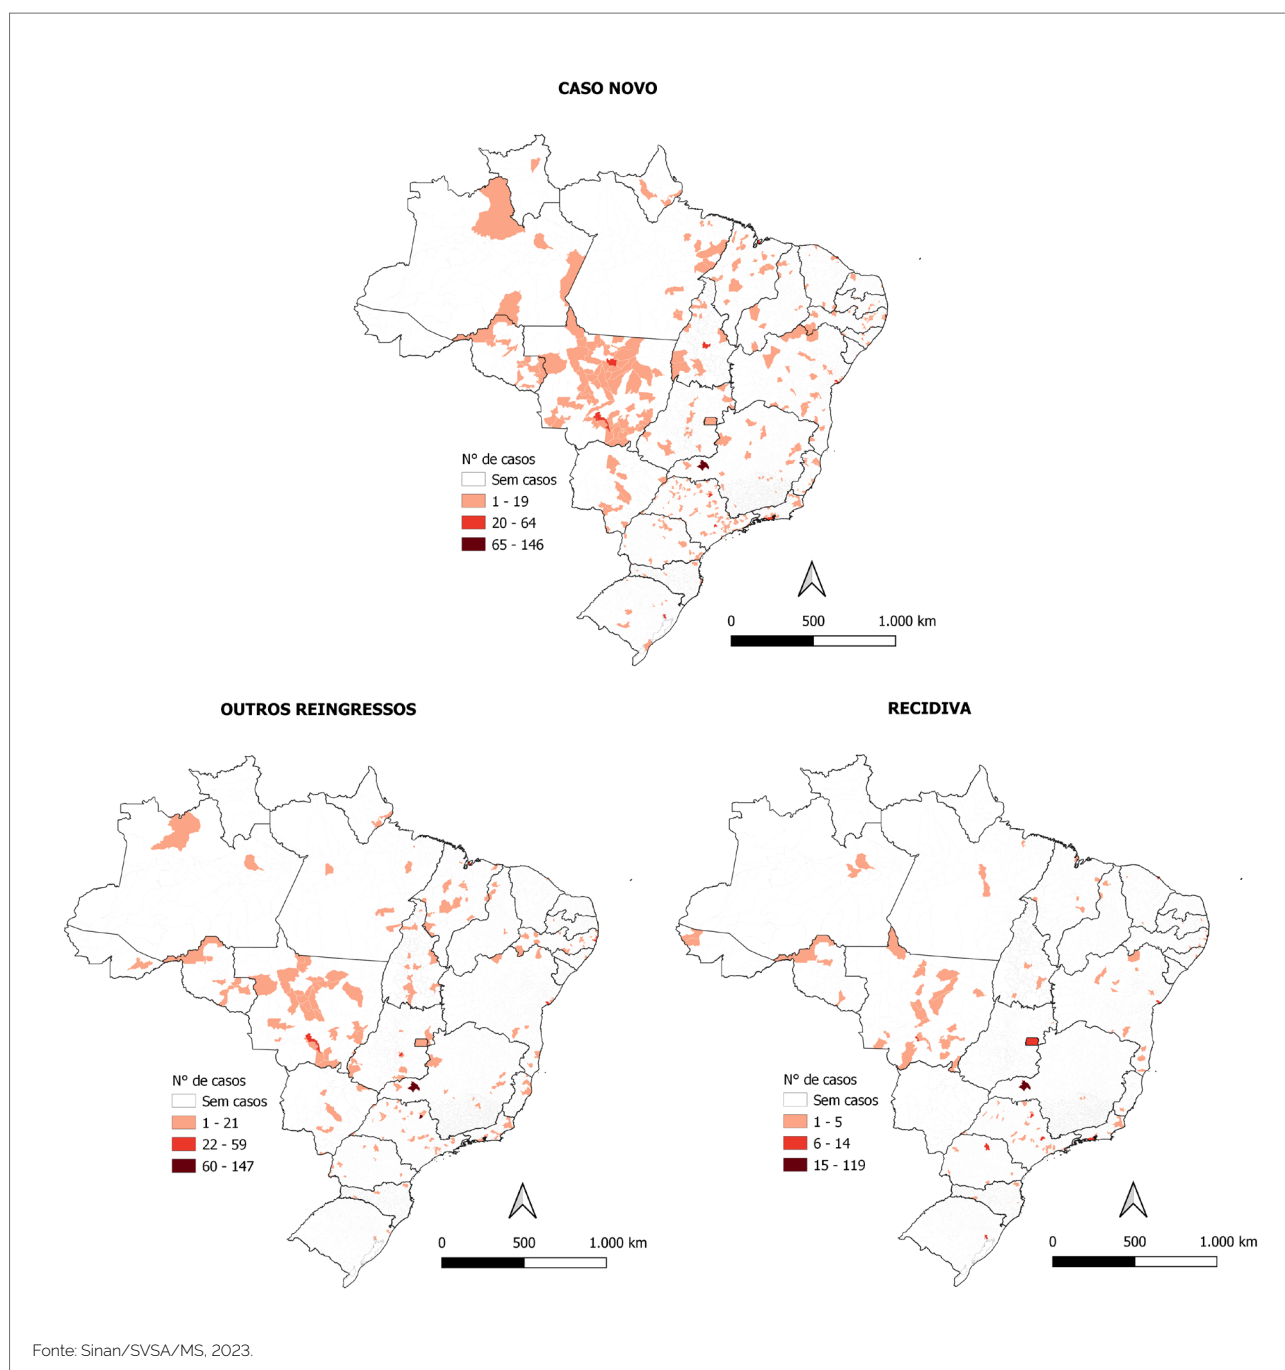 CASO NOVO
N° de casos
Sem casos
1 - 19
20 - 64
65 - 146
0 500 1.000 km
OUTROS REINGRESSOS
N° de casos
Sem casos
1 - 21
22 - 59
60 - 147
0 500 1.000 km
RECIDIVA
N° de casos
Sem casos
1 - 5
6 - 14
15 - 119
0 500 1.000 km
Fonte: Sinan/SVSA/MS, 2023.